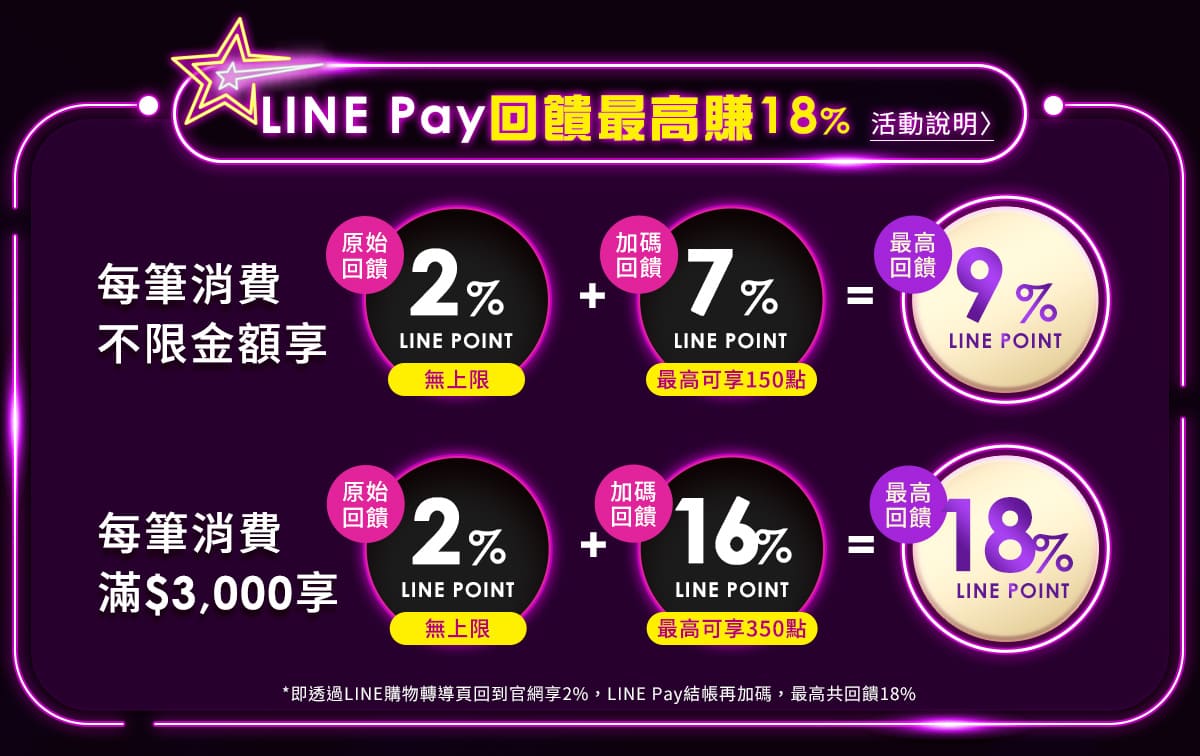 LINE Pay回饋最高賺18% 活動說明〉
每筆消費
不限金額享
原始
回饋
2%
LINE POINT
無上限
+
加碼
回饋
7%
LINE POINT
最高可享150點
=
最高
回饋
9%
LINE POINT
每筆消費
滿$3,000享
原始
回饋
2%
LINE POINT
無上限
+
加碼
回饋
16%
LINE POINT
最高可享350點
=
最高
回饋
18%
LINE POINT
*即透過LINE購物轉導頁回到官網享2%，LINE Pay結帳再加碼，最高共回饋18%